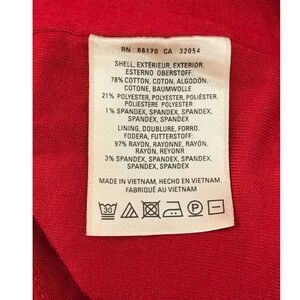 RN : 66170 CA 32054
SHELL, EXTÉRIEUR, EXTERIOR,
ESTERNO OBERSTOFF:
78% COTTON, COTON, ALGODÓN,
COTONE, BAUMWOLLE
21% POLYESTER, POLYESTER, POLIÉSTER,
POLIESTERE POLYESTER
1% SPANDEX, SPANDEX, SPANDEX,
SPANDEX, SPANDEX
LINING, DOUBLURE, FORRO,
FODERA, FUTTERSTOFF:
97% RAYON, RAYONNE, RAYON,
RAYON, REYONR
3% SPANDEX, SPANDEX, SPANDEX,
SPANDEX, SPANDEX
MADE IN VIETNAM, HECHO EN VIETNAM,
FABRIQUÉ AU VIETNAM
30 P